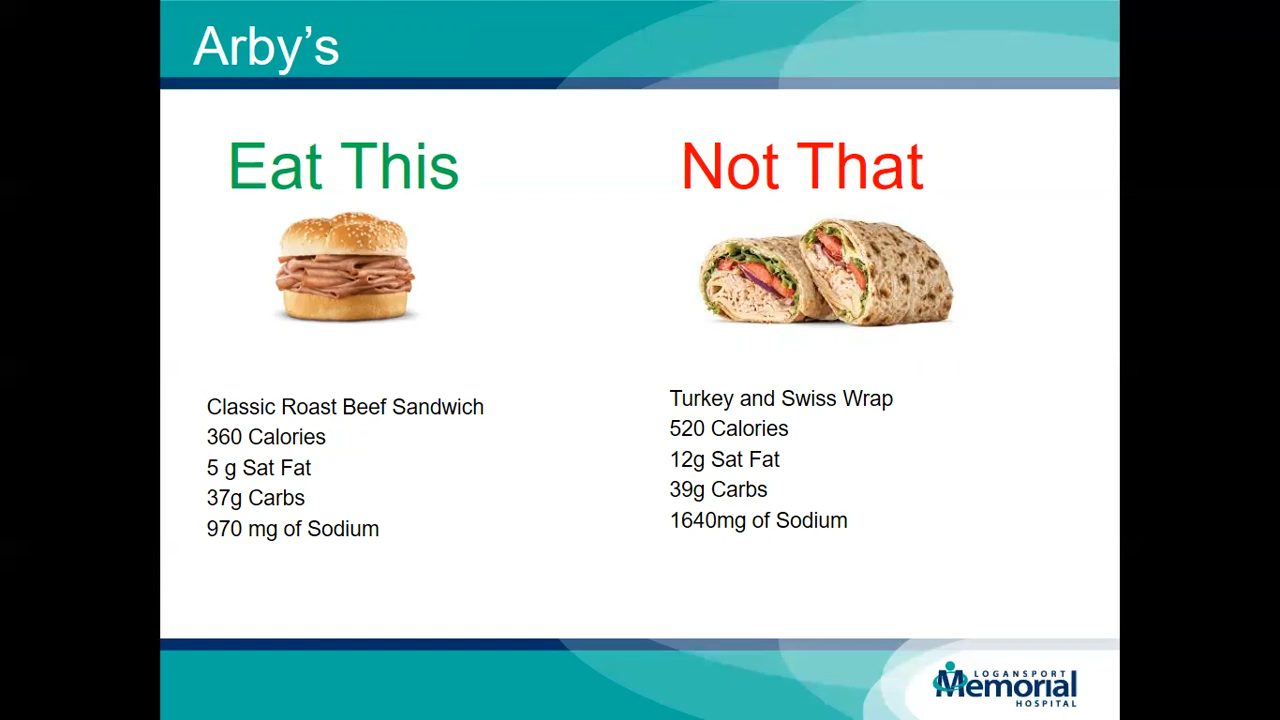 Arby’s
Eat This
Not That
Classic Roast Beef Sandwich
360 Calories
5 g Sat Fat
37g Carbs
970 mg of Sodium
Turkey and Swiss Wrap
520 Calories
12g Sat Fat
39g Carbs
1640mg of Sodium
LOGANSPORT
Memorial
HOSPITAL